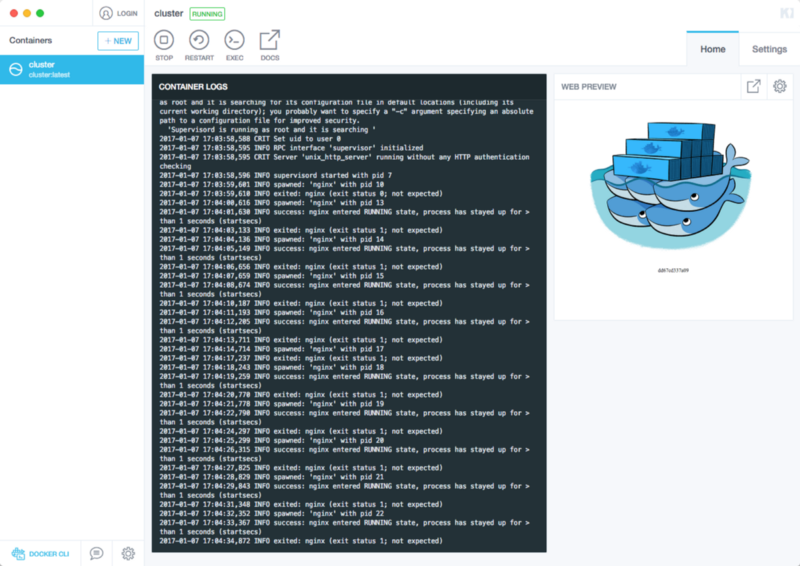 LOGIN
cluster RUNNING
Containers
+ NEW
cluster
cluster:latest
STOP RESTART EXEC DOCS
Home Settings
CONTAINER LOGS
as root and it is searching for its configuration file in default locations (including its
current working directory); you probably want to specify a "-c" argument specifying an absolute
path to a configuration file for improved security.
'Supervisord is running as root and it is searching '
2017-01-07 17:03:58,588 CRIT Set uid to user 0
2017-01-07 17:03:58,595 INFO RPC interface 'supervisor' initialized
2017-01-07 17:03:58,595 CRIT Server 'unix_http_server' running without any HTTP authentication
checking
2017-01-07 17:03:58,596 INFO supervisord started with pid 7
2017-01-07 17:03:59,601 INFO spawned: 'nginx' with pid 10
2017-01-07 17:03:59,610 INFO exited: nginx (exit status 0; not expected)
2017-01-07 17:04:00,616 INFO spawned: 'nginx' with pid 13
2017-01-07 17:04:01,630 INFO success: nginx entered RUNNING state, process has stayed up for >
than 1 seconds (startsecs)
2017-01-07 17:04:03,133 INFO exited: nginx (exit status 1; not expected)
2017-01-07 17:04:04,136 INFO spawned: 'nginx' with pid 14
2017-01-07 17:04:05,149 INFO success: nginx entered RUNNING state, process has stayed up for >
than 1 seconds (startsecs)
2017-01-07 17:04:06,656 INFO exited: nginx (exit status 1; not expected)
2017-01-07 17:04:07,659 INFO spawned: 'nginx' with pid 15
2017-01-07 17:04:08,674 INFO success: nginx entered RUNNING state, process has stayed up for >
than 1 seconds (startsecs)
2017-01-07 17:04:10,187 INFO exited: nginx (exit status 1; not expected)
2017-01-07 17:04:11,193 INFO spawned: 'nginx' with pid 16
2017-01-07 17:04:12,205 INFO success: nginx entered RUNNING state, process has stayed up for >
than 1 seconds (startsecs)
2017-01-07 17:04:13,711 INFO exited: nginx (exit status 1; not expected)
2017-01-07 17:04:14,714 INFO spawned: 'nginx' with pid 17
2017-01-07 17:04:17,237 INFO exited: nginx (exit status 1; not expected)
2017-01-07 17:04:18,243 INFO spawned: 'nginx' with pid 18
2017-01-07 17:04:19,259 INFO success: nginx entered RUNNING state, process has stayed up for >
than 1 seconds (startsecs)
2017-01-07 17:04:20,770 INFO exited: nginx (exit status 1; not expected)
2017-01-07 17:04:21,778 INFO spawned: 'nginx' with pid 19
2017-01-07 17:04:22,790 INFO success: nginx entered RUNNING state, process has stayed up for >
than 1 seconds (startsecs)
2017-01-07 17:04:24,297 INFO exited: nginx (exit status 1; not expected)
2017-01-07 17:04:25,299 INFO spawned: 'nginx' with pid 20
2017-01-07 17:04:26,315 INFO success: nginx entered RUNNING state, process has stayed up for >
than 1 seconds (startsecs)
2017-01-07 17:04:27,825 INFO exited: nginx (exit status 1; not expected)
2017-01-07 17:04:28,829 INFO spawned: 'nginx' with pid 21
2017-01-07 17:04:29,843 INFO success: nginx entered RUNNING state, process has stayed up for >
than 1 seconds (startsecs)
2017-01-07 17:04:31,348 INFO exited: nginx (exit status 1; not expected)
2017-01-07 17:04:32,352 INFO spawned: 'nginx' with pid 22
2017-01-07 17:04:33,367 INFO success: nginx entered RUNNING state, process has stayed up for >
than 1 seconds (startsecs)
2017-01-07 17:04:34,872 INFO exited: nginx (exit status 1; not expected)
WEB PREVIEW
DOCKER CLI